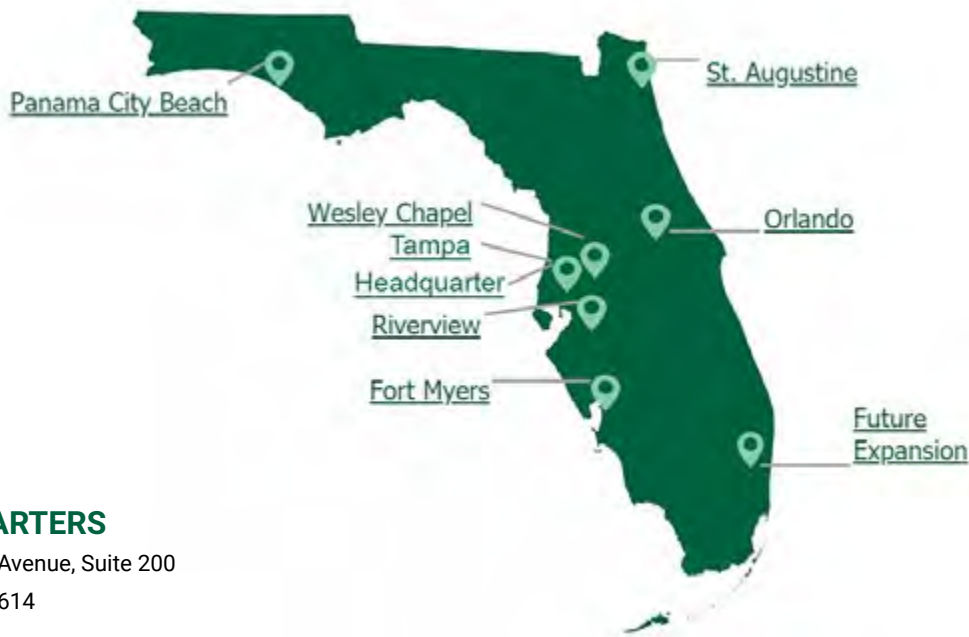 St. Augustine
Panama City Beach
Wesley Chapel
Orlando
Tampa
Headquarter
Riverview
Fort Myers
Future
Expansion
ARTERS
Avenue, Suite 200
614